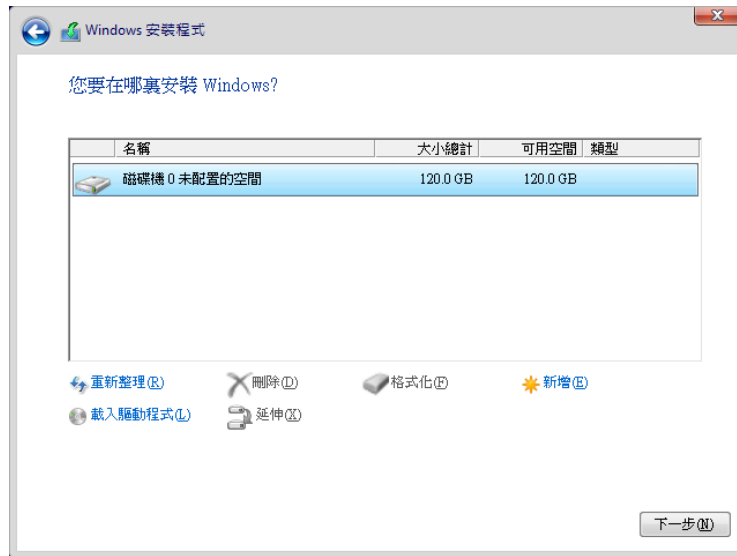 Windows 安裝程式
您要在哪裏安裝 Windows?
名稱 大小總計 可用空間 類型
磁碟機 0 未配置的空間 120.0 GB 120.0 GB
重新整理(R) 刪除(D) 格式化(F) 新增(E)
載入驅動程式(L) 延伸(X)
下一步(N)